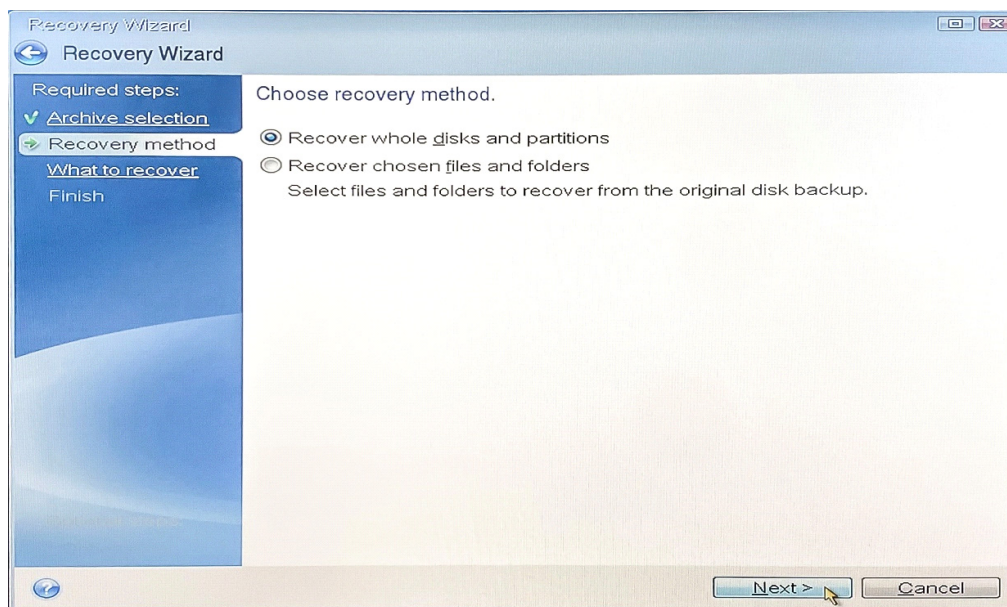 Recovery Wizard
Recovery Wizard
Required steps:
Archive selection
Recovery method
What to recover
Finish
Choose recovery method.
Recover whole disks and partitions
Recover chosen files and folders
Select files and folders to recover from the original disk backup.
Next >
Cancel